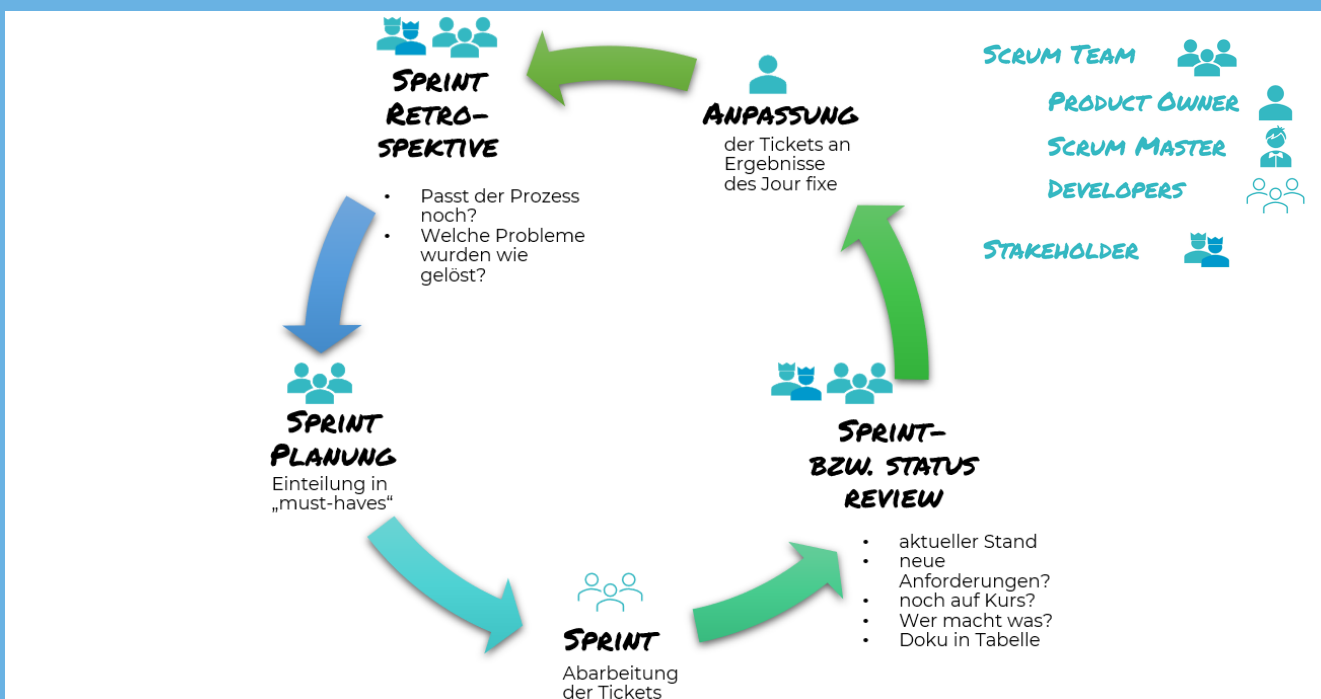 Sprint
Retro-
spektive
• Passt der Prozess
noch?
• Welche Probleme
wurden wie
gelöst?
Anpassung
der Tickets an
Ergebnisse
des Jour fixe
Scrum Team
Product Owner
Scrum Master
Developers
Stakeholder
Sprint
Planung
Einteilung in
„must-haves“
Sprint
Abarbeitung
der Tickets
Sprint-
bzw. Status
Review
• aktueller Stand
• neue
Anforderungen?
• noch auf Kurs?
• Wer macht was?
• Doku in Tabelle